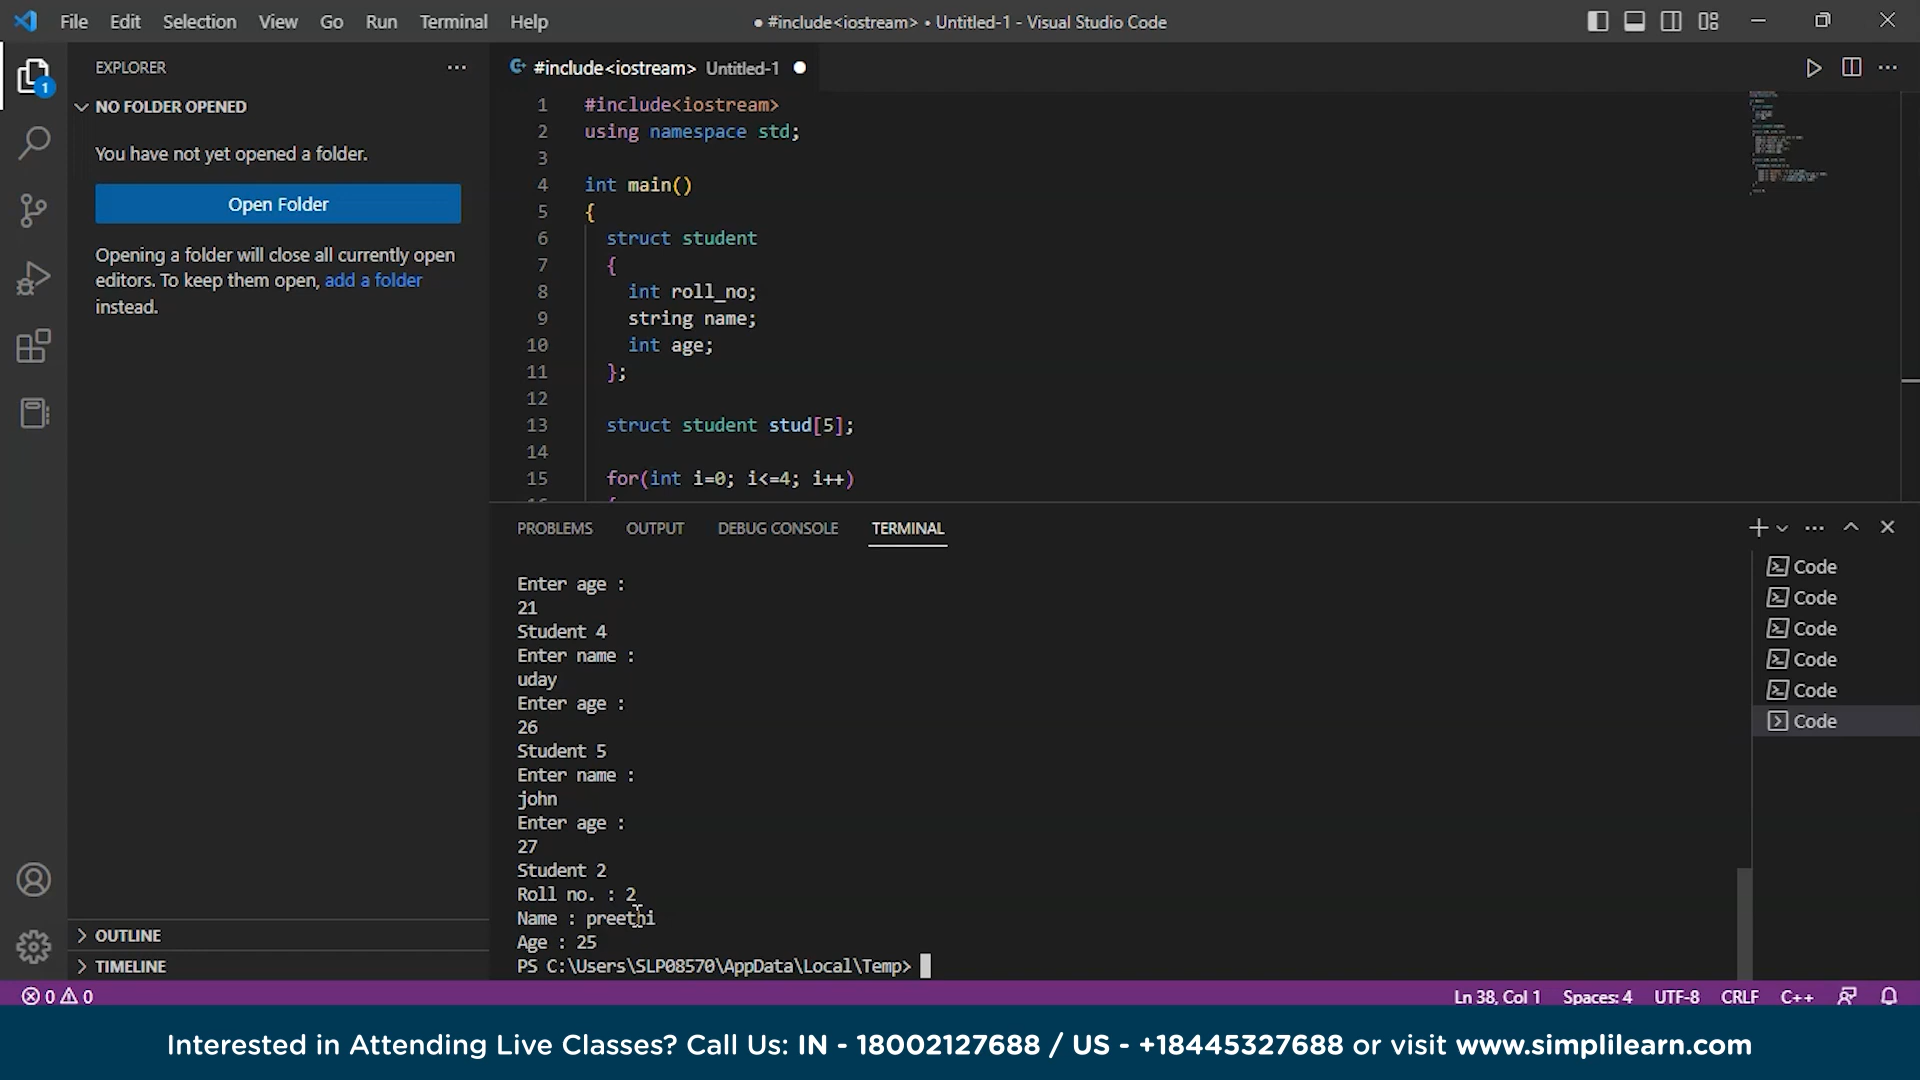 File Edit Selection View Go Run Terminal Help
● #include<iostream> • Untitled-1 - Visual Studio Code
EXPLORER
NO FOLDER OPENED
You have not yet opened a folder.
Open Folder
Opening a folder will close all currently open
editors. To keep them open, add a folder
instead.
OUTLINE
TIMELINE
1
#include<iostream> Untitled-1 ●
1 #include<iostream>
2 using namespace std;
3
4 int main()
5 {
6 struct student
7 {
8 int roll_no;
9 string name;
10 int age;
11 };
12
13 struct student stud[5];
14
15 for(int i=0; i<=4; i++)
PROBLEMS OUTPUT DEBUG CONSOLE TERMINAL
Enter age :
21
Student 4
Enter name :
uday
Enter age :
26
Student 5
Enter name :
john
Enter age :
27
Student 2
Roll no. : 2
Name : preethi
Age : 25
PS C:\Users\SLP08570\AppData\Local\Temp>
Code
Code
Code
Code
Code
Code
0 0
Ln 38, Col 1 Spaces: 4 UTF-8 CRLF C++
Interested in Attending Live Classes? Call Us: IN - 18002127688 / US - +18445327688 or visit www.simplilearn.com